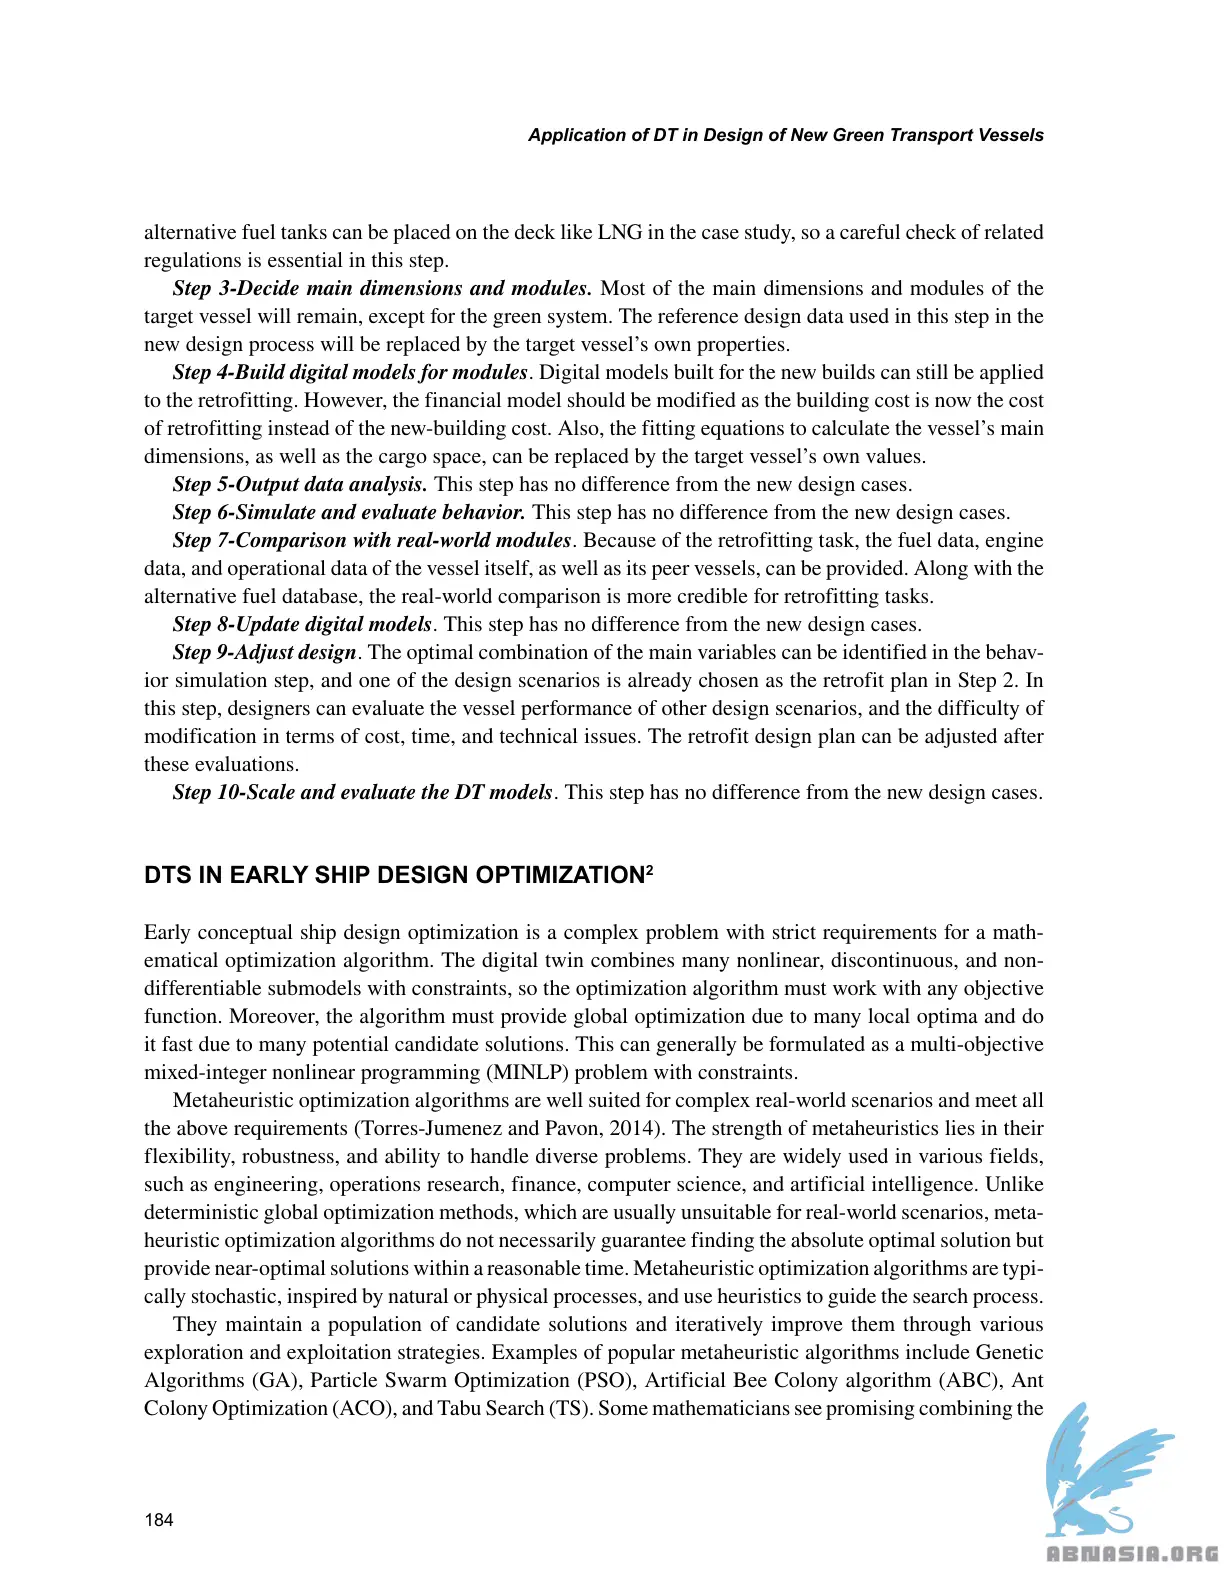 Application of DT in Design of New Green Transport Vessels
alternative fuel tanks can be placed on the deck like LNG in the case study, so a careful check of related
regulations is essential in this step.
Step 3-Decide main dimensions and modules. Most of the main dimensions and modules of the
target vessel will remain, except for the green system. The reference design data used in this step in the
new design process will be replaced by the target vessel’s own properties.
Step 4-Build digital models for modules. Digital models built for the new builds can still be applied
to the retrofitting. However, the financial model should be modified as the building cost is now the cost
of retrofitting instead of the new-building cost. Also, the fitting equations to calculate the vessel’s main
dimensions, as well as the cargo space, can be replaced by the target vessel’s own values.
Step 5-Output data analysis. This step has no difference from the new design cases.
Step 6-Simulate and evaluate behavior. This step has no difference from the new design cases.
Step 7-Comparison with real-world modules. Because of the retrofitting task, the fuel data, engine
data, and operational data of the vessel itself, as well as its peer vessels, can be provided. Along with the
alternative fuel database, the real-world comparison is more credible for retrofitting tasks.
Step 8-Update digital models. This step has no difference from the new design cases.
Step 9-Adjust design. The optimal combination of the main variables can be identified in the behav-
ior simulation step, and one of the design scenarios is already chosen as the retrofit plan in Step 2. In
this step, designers can evaluate the vessel performance of other design scenarios, and the difficulty of
modification in terms of cost, time, and technical issues. The retrofit design plan can be adjusted after
these evaluations.
Step 10-Scale and evaluate the DT models. This step has no difference from the new design cases.
DTS IN EARLY SHIP DESIGN OPTIMIZATION²
Early conceptual ship design optimization is a complex problem with strict requirements for a math-
ematical optimization algorithm. The digital twin combines many nonlinear, discontinuous, and non-
differentiable submodels with constraints, so the optimization algorithm must work with any objective
function. Moreover, the algorithm must provide global optimization due to many local optima and do
it fast due to many potential candidate solutions. This can generally be formulated as a multi-objective
mixed-integer nonlinear programming (MINLP) problem with constraints.
Metaheuristic optimization algorithms are well suited for complex real-world scenarios and meet all
the above requirements (Torres-Jumenez and Pavon, 2014). The strength of metaheuristics lies in their
flexibility, robustness, and ability to handle diverse problems. They are widely used in various fields,
such as engineering, operations research, finance, computer science, and artificial intelligence. Unlike
deterministic global optimization methods, which are usually unsuitable for real-world scenarios, meta-
heuristic optimization algorithms do not necessarily guarantee finding the absolute optimal solution but
provide near-optimal solutions within a reasonable time. Metaheuristic optimization algorithms are typi-
cally stochastic, inspired by natural or physical processes, and use heuristics to guide the search process.
They maintain a population of candidate solutions and iteratively improve them through various
exploration and exploitation strategies. Examples of popular metaheuristic algorithms include Genetic
Algorithms (GA), Particle Swarm Optimization (PSO), Artificial Bee Colony algorithm (ABC), Ant
Colony Optimization (ACO), and Tabu Search (TS). Some mathematicians see promising combining the
184
ABNASIA.ORG